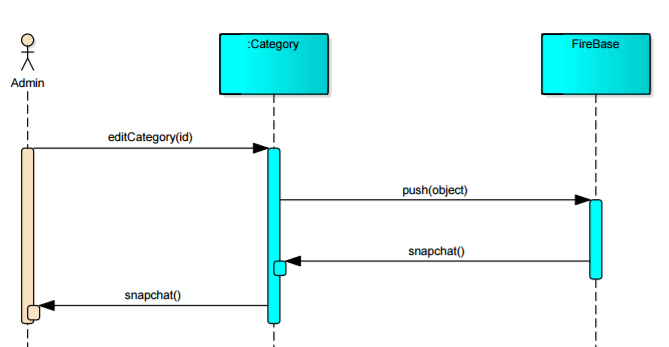 :Category
FireBase
Admin
editCategory(id)
push(object)
snapchat()
snapchat()